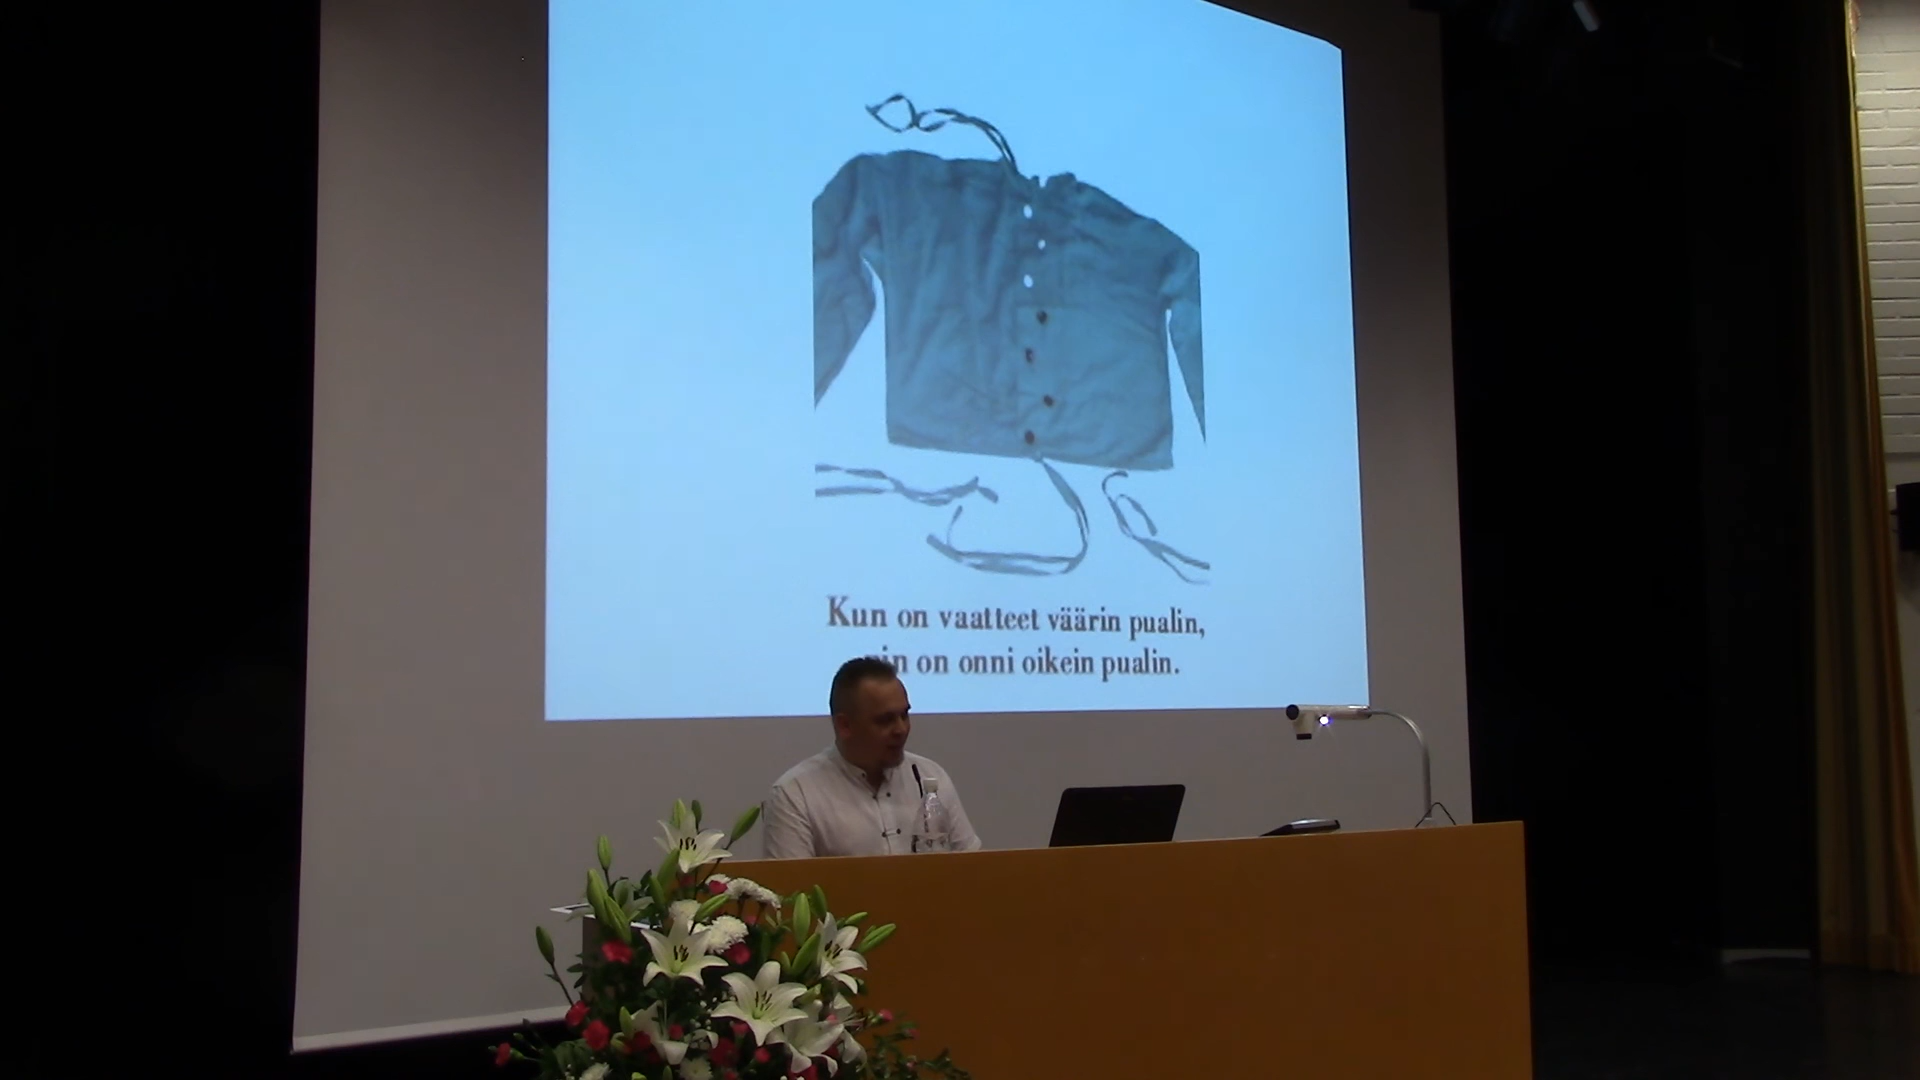 Kun on vaatteet väärin pualin,
on onni oikein pualin.